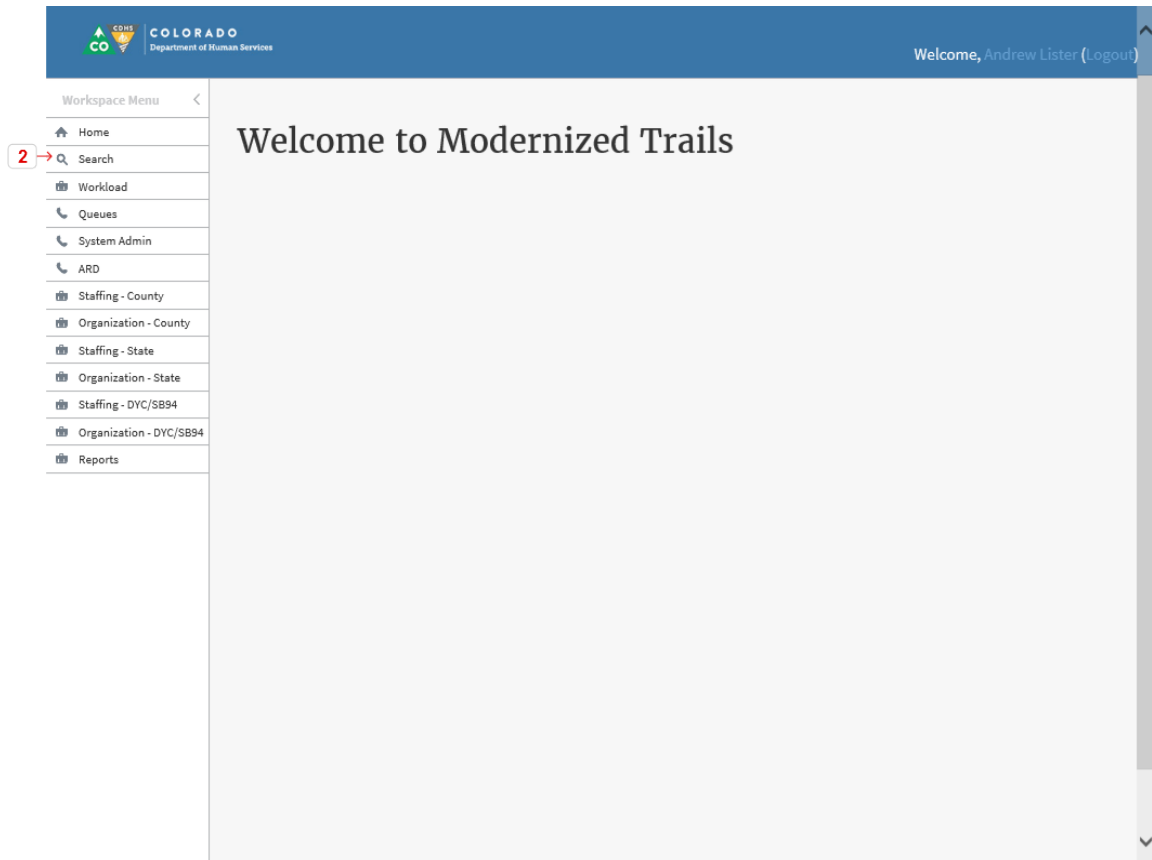 CDHS
CO
COLORADO
Department of Human Services
Welcome, Andrew Lister (Logout)
Workspace Menu
Home
2
Search
Workload
Queues
System Admin
ARD
Staffing - County
Organization - County
Staffing - State
Organization - State
Staffing - DYC/SB94
Organization - DYC/SB94
Reports
Welcome to Modernized Trails